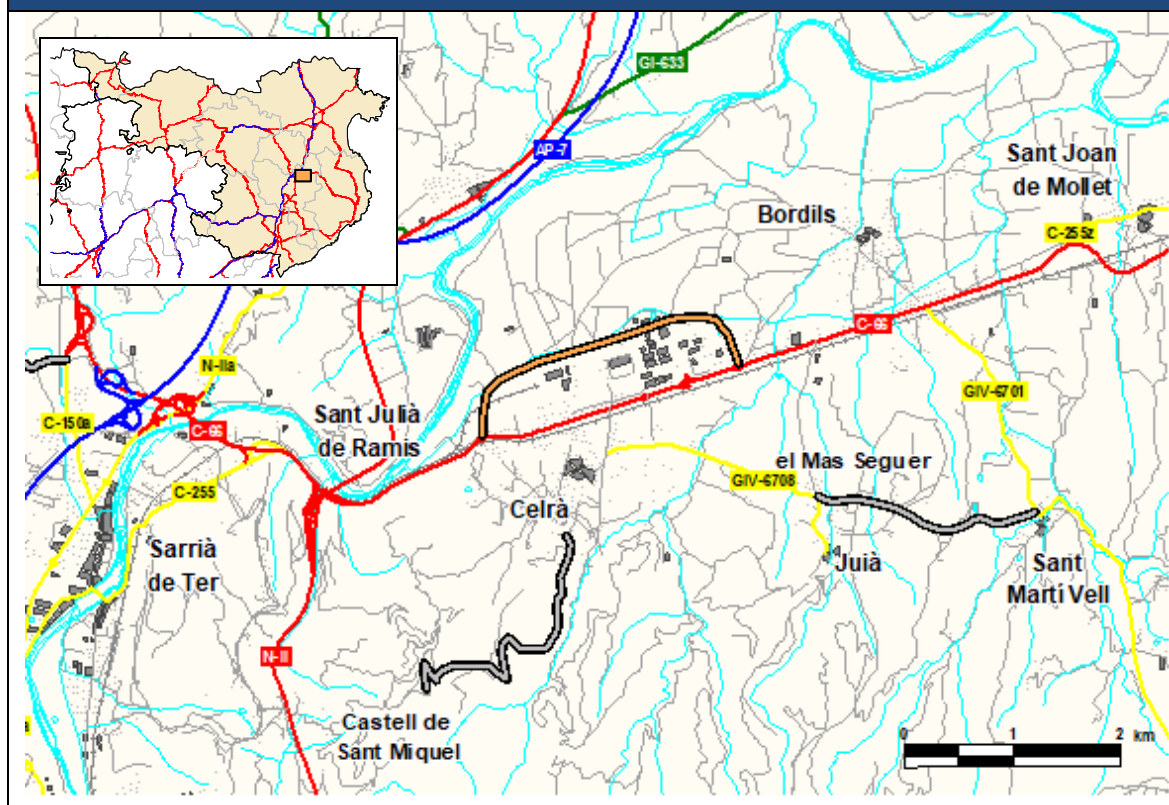 GI-633
AP-7
Sant Joan
de Mollet
Bordils
C-255z
C-66
N-IIa
GIV-6701
C-150a
C-66
Sant Julià
de Ramis
el Mas Seguer
C-255
GIV-6708
Celrà
Sarrià
de Ter
Juià
Sant
Martí Vell
N-II
Castell de
Sant Miquel
0 1 2 km